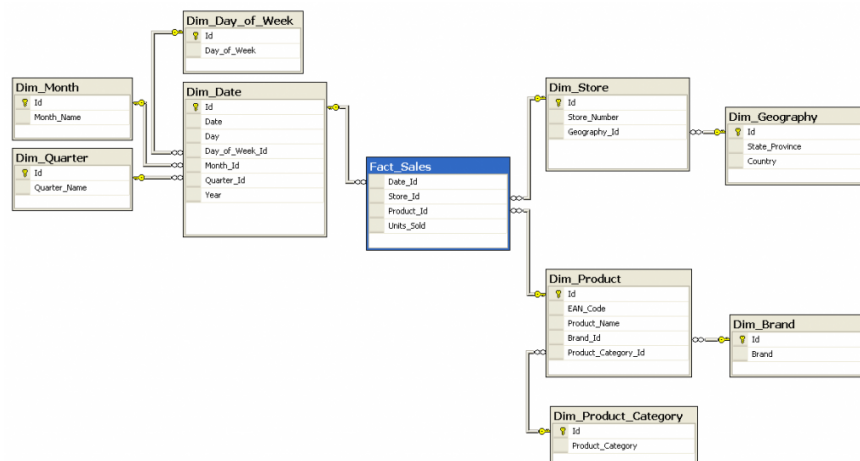 Dim_Day_of_Week
Id
Day_of_Week
Dim_Month
Id
Month_Name
Dim_Quarter
Id
Quarter_Name
Dim_Date
Id
Date
Day
Day_of_Week_Id
Month_Id
Quarter_Id
Year
Fact_Sales
Date_Id
Store_Id
Product_Id
Units_Sold
Dim_Store
Id
Store_Number
Geography_Id
Dim_Geography
Id
State_Province
Country
Dim_Product
Id
EAN_Code
Product_Name
Brand_Id
Product_Category_Id
Dim_Brand
Id
Brand
Dim_Product_Category
Id
Product_Category